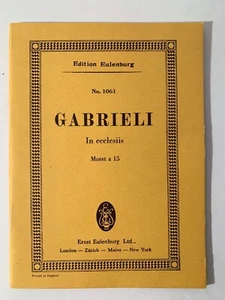 Edition Eulenburg
No. 1061
GABRIELI
In ecclesiis
Motet a 15
Ernst Eulenburg Ltd.,
London — Zürich — Mainz — New York
Printed in England